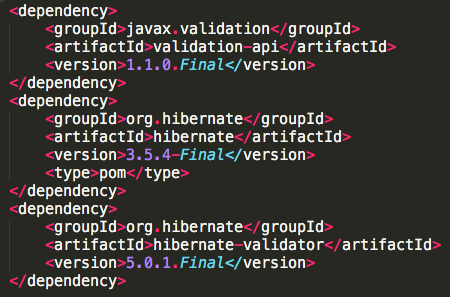 <dependency>
<groupId>javax.validation</groupId>
<artifactId>validation-api</artifactId>
<version>1.1.0.Final</version>
</dependency>
<dependency>
<groupId>org.hibernate</groupId>
<artifactId>hibernate</artifactId>
<version>3.5.4-Final</version>
<type>pom</type>
</dependency>
<dependency>
<groupId>org.hibernate</groupId>
<artifactId>hibernate-validator</artifactId>
<version>5.0.1.Final</version>
</dependency>